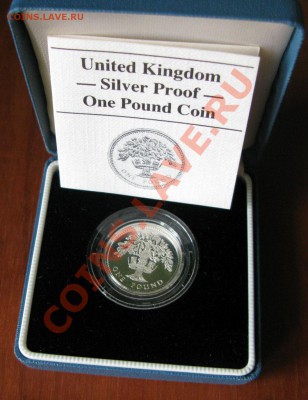 COINS.LAVE.RU
United Kingdom
— Silver Proof —
One Pound Coin
ONE POUND
COINS.LAVE.RU
ONE POUND